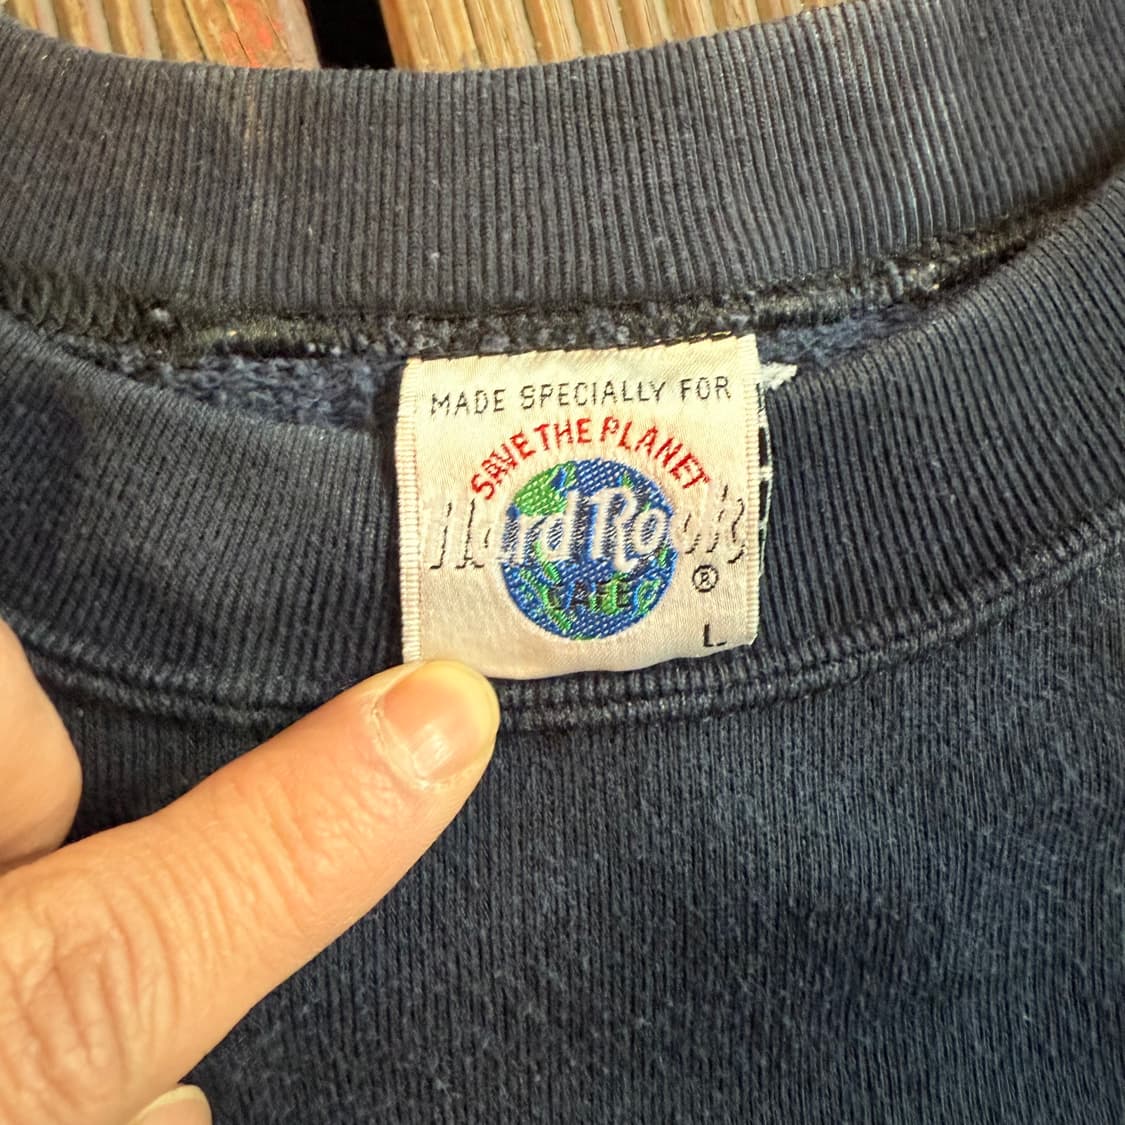 MADE SPECIALLY FOR
SAVE THE PLANET
Hard Rock
CAFE
®
L